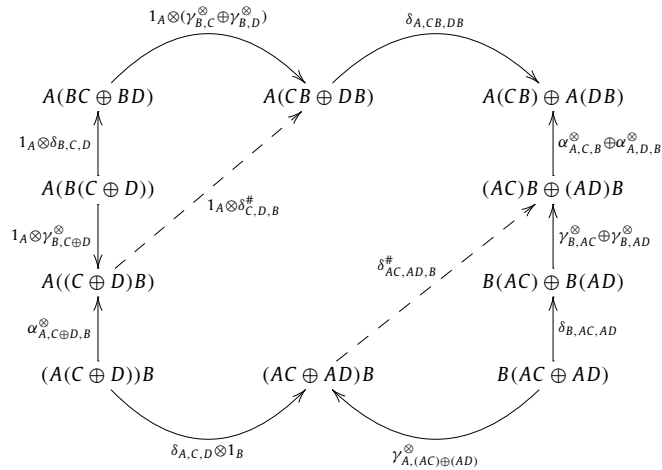 1_A⊗(γ^⊗_{B,C}⊕γ^⊗_{B,D}) δ_{A,CB,DB}
A(BC ⊕ BD) A(CB ⊕ DB) A(CB) ⊕ A(DB)
1_A⊗δ_{B,C,D} α^⊗_{A,C,B}⊕α^⊗_{A,D,B}
A(B(C ⊕ D)) 1_A⊗δ^#_{C,D,B} (AC)B ⊕ (AD)B
1_A⊗γ^⊗_{B,C⊕D} δ^#_{AC,AD,B} γ^⊗_{B,AC}⊕γ^⊗_{B,AD}
A((C ⊕ D)B) B(AC) ⊕ B(AD)
α^⊗_{A,C⊕D,B} δ_{B,AC,AD}
(A(C ⊕ D))B (AC ⊕ AD)B B(AC ⊕ AD)
δ_{A,C,D}⊗1_B γ^⊗_{A,(AC)⊕(AD)}